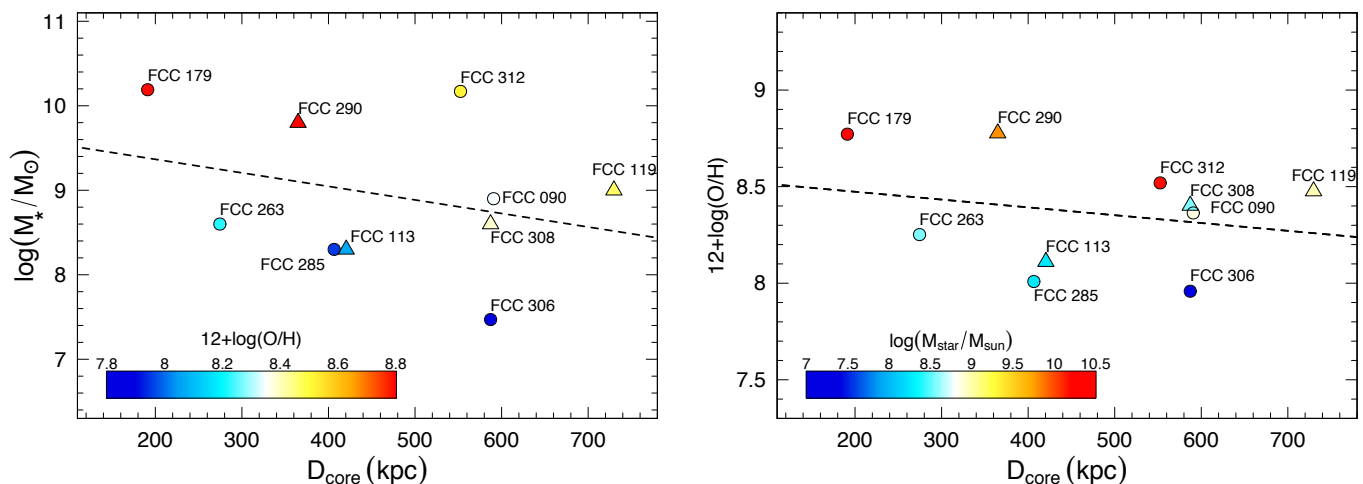 11
10
9
8
7
log(M*/M⊙)
FCC 179
FCC 312
FCC 290
FCC 119
FCC 090
FCC 263
FCC 308
FCC 113
FCC 285
FCC 306
12+log(O/H)
7.8 8 8.2 8.4 8.6 8.8
200 300 400 500 600 700
Dcore (kpc)
9
8.5
8
7.5
12+log(O/H)
FCC 179
FCC 290
FCC 312
FCC 119
FCC 308
FCC 090
FCC 263
FCC 113
FCC 306
FCC 285
log(Mstar/Msun)
7 7.5 8 8.5 9 9.5 10 10.5
200 300 400 500 600 700
Dcore (kpc)